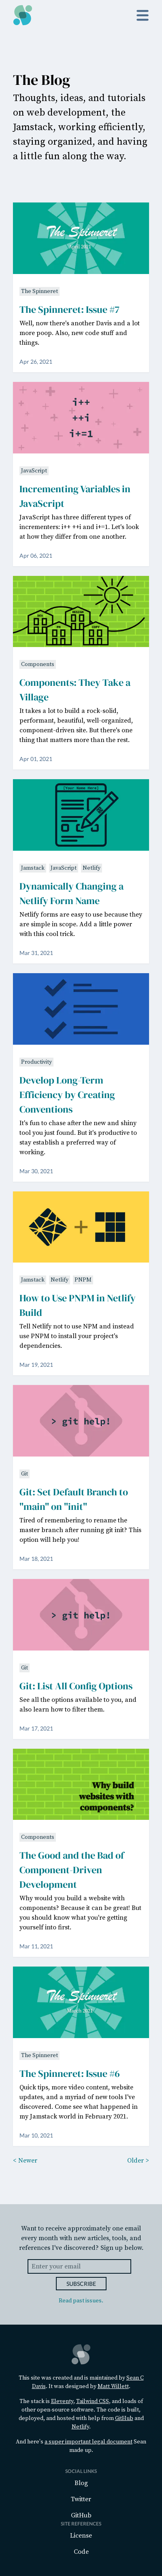 The Blog
Thoughts, ideas, and tutorials
on web development, the
Jamstack, working efficiently,
staying organized, and having
a little fun along the way.
The Spinneret
The Spinneret
The Spinneret: Issue #7
Well, now there's another Davis and a lot
more poop. Also, new code stuff and
things.
Apr 26, 2021
i++
++i
i+=1
JavaScript
Incrementing Variables in
JavaScript
JavaScript has three different types of
incrementors: i++ ++i and i+=1. Let's look
at how they differ from one another.
Apr 06, 2021
Components
Components: They Take a
Village
It takes a lot to build a rock-solid,
performant, beautiful, well-organized,
component-driven site. But there's one
thing that matters more than the rest.
Apr 01, 2021
[Your Name Here]
Jamstack JavaScript Netlify
Dynamically Changing a
Netlify Form Name
Netlify forms are easy to use because they
are simple in scope. Add a little power
with this cool trick.
Mar 31, 2021
Productivity
Develop Long-Term
Efficiency by Creating
Conventions
It's fun to chase after the new and shiny
tool you just found. But it's productive to
stay establish a preferred way of
working.
Mar 30, 2021
Jamstack Netlify PNPM
How to Use PNPM in Netlify
Build
Tell Netlify not to use NPM and instead
use PNPM to install your project's
dependencies.
Mar 19, 2021
> git help!
Git
Git: Set Default Branch to
"main" on "init"
Tired of remembering to rename the
master branch after running git init? This
option will help you!
Mar 18, 2021
> git help!
Git
Git: List All Config Options
See all the options available to you, and
also learn how to filter them.
Mar 17, 2021
Why build
websites with
components?
Components
The Good and the Bad of
Component-Driven
Development
Why would you build a website with
components? Because it can be great! But
you should know what you're getting
yourself into first.
Mar 11, 2021
The Spinneret
The Spinneret
The Spinneret: Issue #6
Quick tips, more video content, website
updates, and a myriad of new tools I've
discovered. Come see what happened in
my Jamstack world in February 2021.
Mar 10, 2021
< Newer
Older >
Want to receive approximately one email
every month with new articles, tools, and
references I've discovered? Sign up below.
Enter your email
SUBSCRIBE
Read past issues.
This site was created and is maintained by Sean C
Davis. It was designed by Matt Willett.
The stack is Eleventy, Tailwind CSS, and loads of
other open source software. The code is built,
deployed, and hosted with help from GitHub and
Netlify.
And here's a super important legal document Sean
made up.
SOCIAL LINKS
Blog
Twitter
GitHub
SITE REFERENCES
License
Code